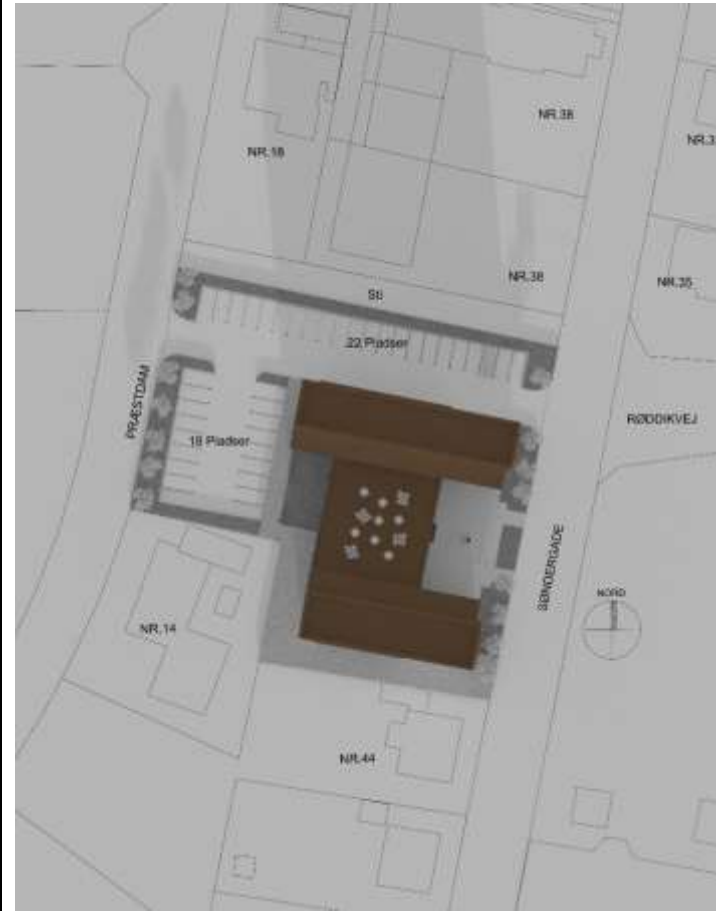 NR.38
NR.3
NR.18
NR.38
NR.35
Sti
22 Pladser
PRÆSTDAM
RØDDIKVEJ
18 Pladser
SØNDERGADE
NORD
NR.14
NR.44